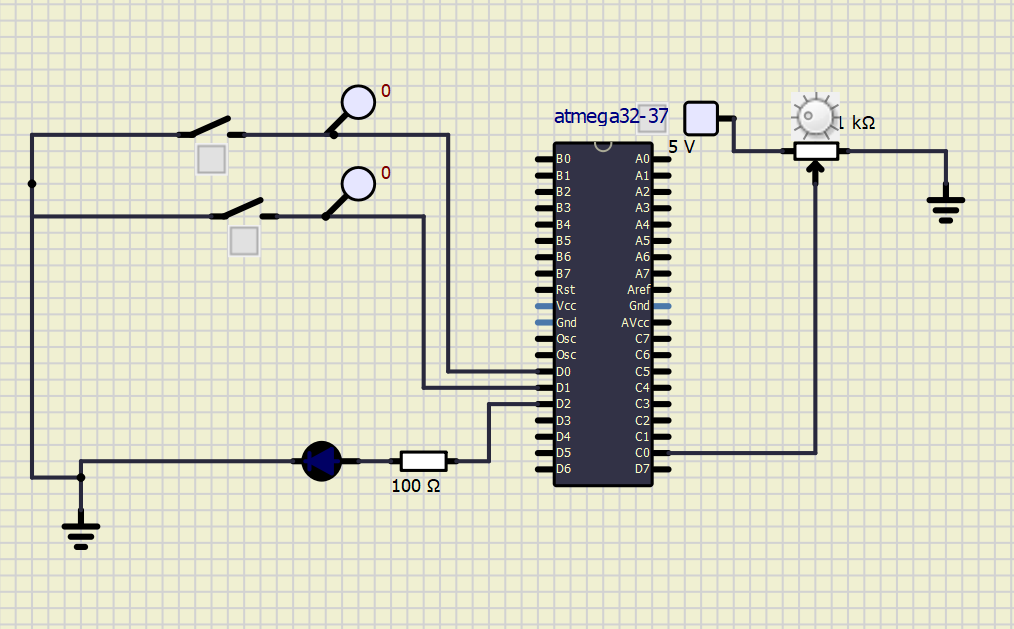 0
0
atmega32-37
5 V
1 kΩ
B0 A0
B1 A1
B2 A2
B3 A3
B4 A4
B5 A5
B6 A6
B7 A7
Rst Aref
Vcc Gnd
Gnd AVcc
Osc C7
Osc C6
D0 C5
D1 C4
D2 C3
D3 C2
D4 C1
D5 C0
D6 D7
100 Ω